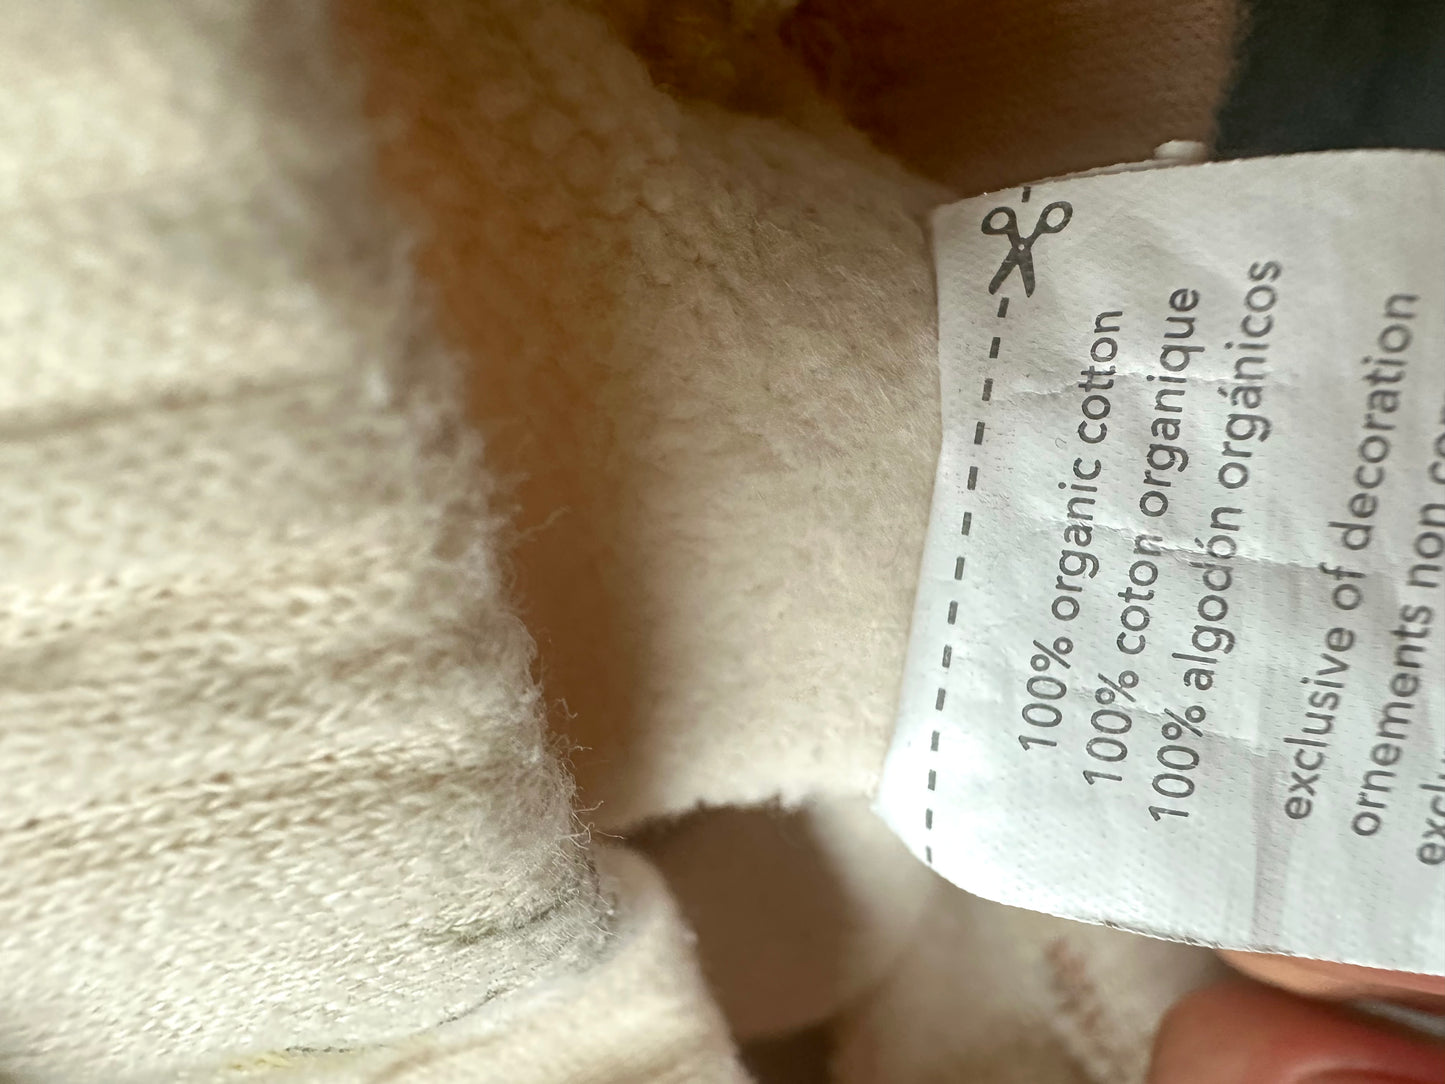 100% organic cotton
100% coton organique
100% algodón orgánicos
exclusive of decoration
ornements non